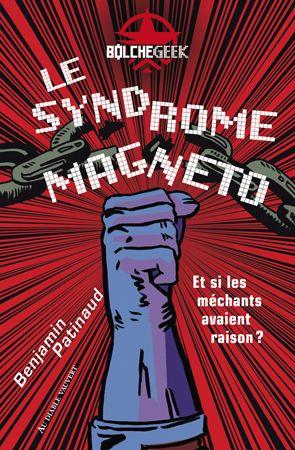 BOLCHEGEEK
LE
SYNDROME
MAGNETO
Et si les
méchants
avaient
raison ?
Benjamin
Patinaud
AU DIABLE VAUVERT